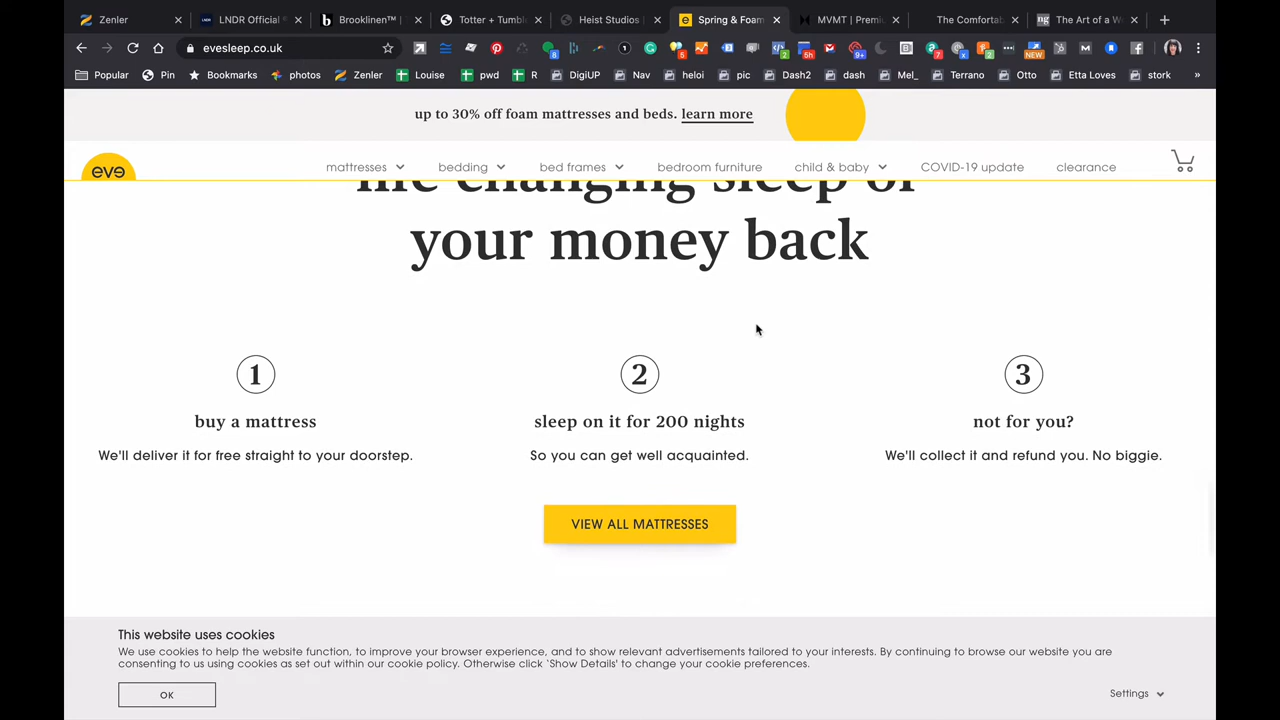 Zenler
LNDR Official
Brooklinen™ |
Totter + Tumbl
Heist Studios |
Spring & Foam
MVMT | Premi
The Comfortab
The Art of a W
evesleep.co.uk
Popular
Pin
Bookmarks
photos
Zenler
Louise
pwd
R
DigiUP
Nav
heloi
pic
Dash2
dash
Mel_
Terrano
Otto
Etta Loves
stork
up to 30% off foam mattresses and beds. learn more
eve
mattresses
bedding
bed frames
bedroom furniture
child & baby
COVID-19 update
clearance
life changing sleep or
your money back
1
2
3
buy a mattress
sleep on it for 200 nights
not for you?
We'll deliver it for free straight to your doorstep.
So you can get well acquainted.
We'll collect it and refund you. No biggie.
VIEW ALL MATTRESSES
This website uses cookies
We use cookies to help the website function, to improve your browser experience, and to show relevant advertisements tailored to your interests. By continuing to browse our website you are
consenting to us using cookies as set out within our cookie policy. Otherwise click `Show Details' to change your cookie preferences.
OK
Settings